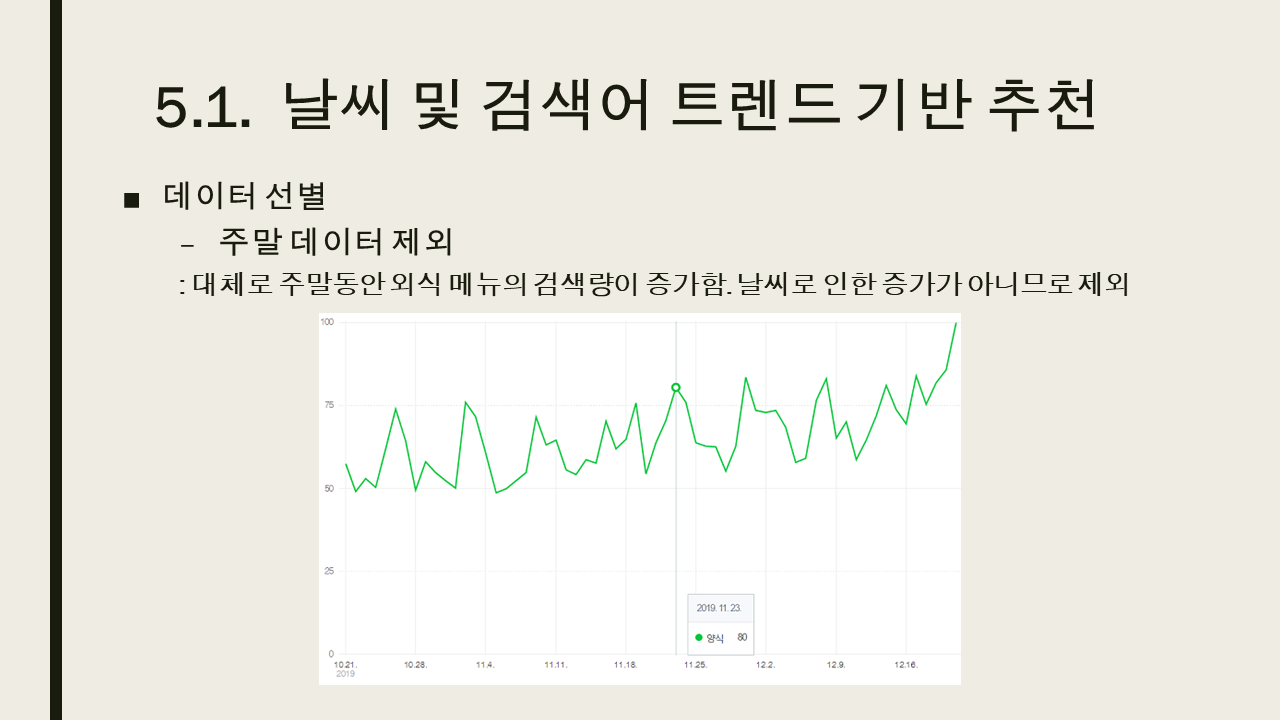 5.1. 날씨 및 검색어 트렌드 기반 추천
■ 데이터 선별
– 주말 데이터 제외
: 대체로 주말동안 외식 메뉴의 검색량이 증가함. 날씨로 인한 증가가 아니므로 제외
100
75
50
25
0
2019. 11. 23.
양식 80
10.21. 10.28. 11.4. 11.11. 11.18. 11.25. 12.2. 12.9. 12.16.
2019